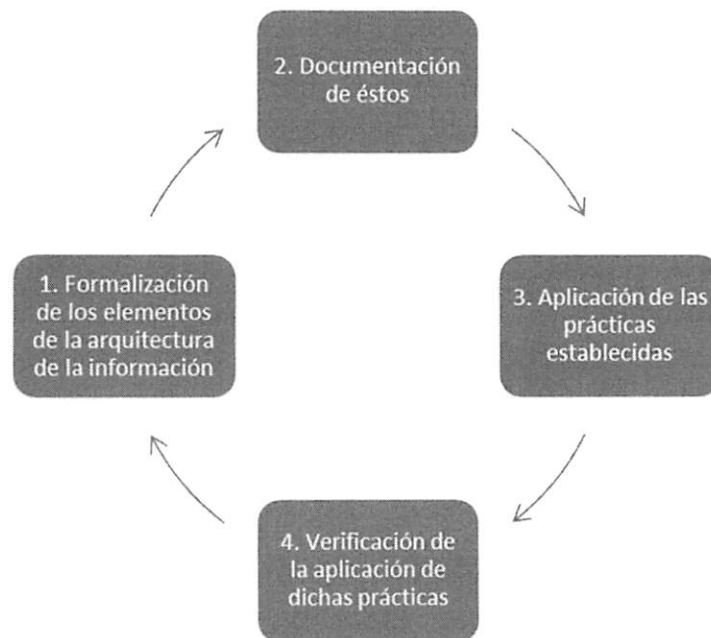 2. Documentación
de éstos
1. Formalización
de los elementos
de la arquitectura
de la información
3. Aplicación de las
prácticas
establecidas
4. Verificación de
la aplicación de
dichas prácticas